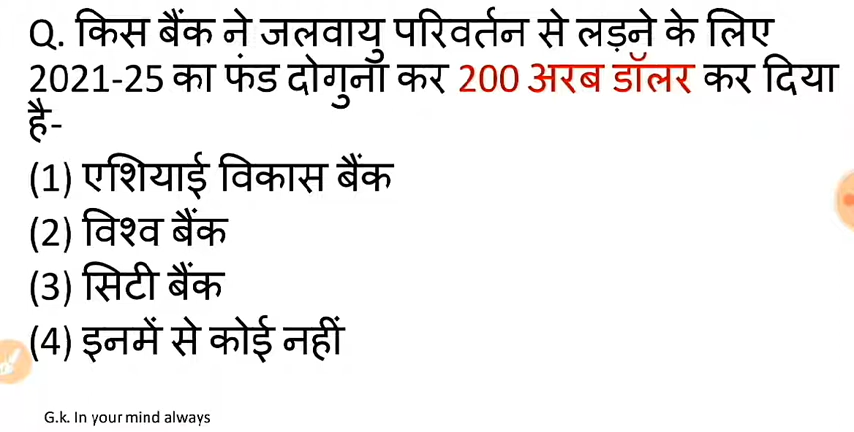 Q. किस बैंक ने जलवायु परिवर्तन से लड़ने के लिए
2021-25 का फंड दोगुना कर 200 अरब डॉलर कर दिया
है-
(1) एशियाई विकास बैंक
(2) विश्व बैंक
(3) सिटी बैंक
(4) इनमें से कोई नहीं
G.k. In your mind always